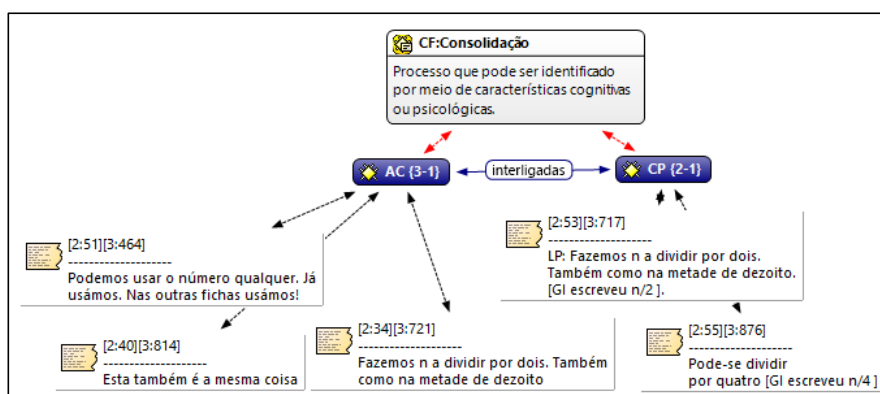 CF:Consolidação
Processo que pode ser identificado
por meio de características cognitivas
ou psicológicas.
AC {3-1}
interligadas
CP {2-1}
[2:51][3:464]
--------------------
Podemos usar o número qualquer. Já
usámos. Nas outras fichas usámos!
[2:53][3:717]
--------------------
LP: Fazemos n a dividir por dois.
Também como na metade de dezoito.
[GI escreveu n/2 ].
[2:40][3:814]
--------------------
Esta também é a mesma coisa
[2:34][3:721]
--------------------
Fazemos n a dividir por dois. Também
como na metade de dezoito
[2:55][3:876]
--------------------
Pode-se dividir
por quatro [GI escreveu n/4 ]